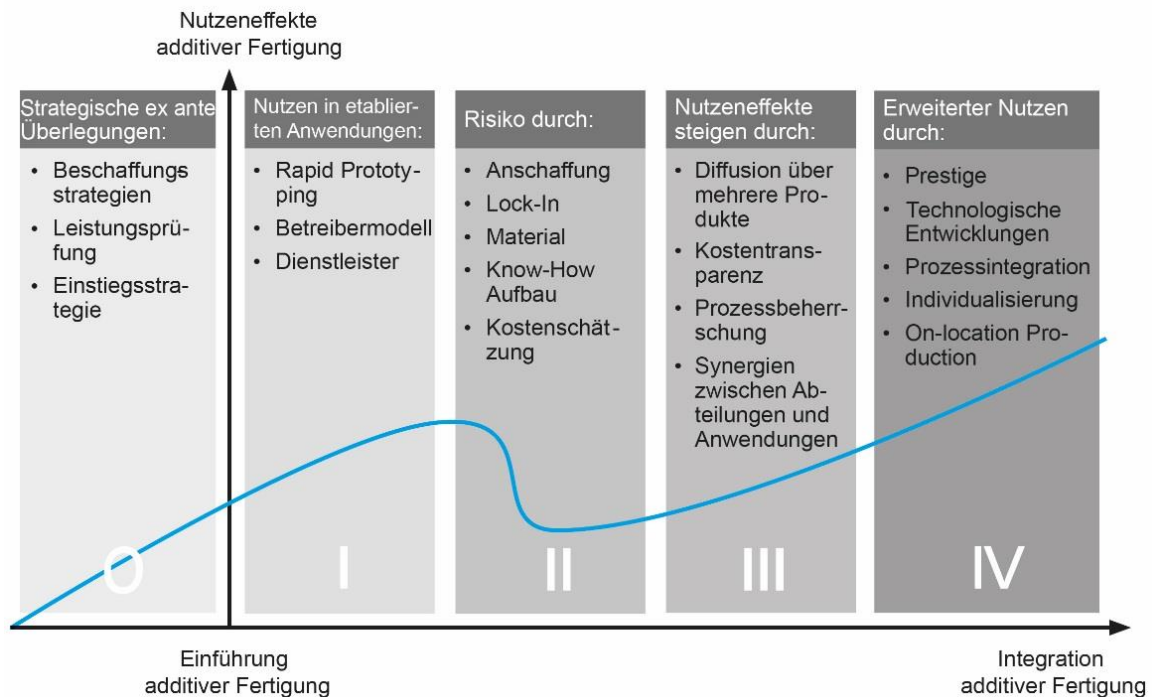 Nutzeneffekte
additiver Fertigung
Strategische ex ante
Überlegungen:
• Beschaffungs
strategien
• Leistungsprü-
fung
• Einstiegsstra-
tegie
0
Nutzen in etablier-
ten Anwendungen:
• Rapid Prototy-
ping
• Betreibermodell
• Dienstleister
I
Risiko durch:
• Anschaffung
• Lock-In
• Material
• Know-How
Aufbau
• Kostenschät-
zung
II
Nutzeneffekte
steigen durch:
• Diffusion über
mehrere Pro-
dukte
• Kostentrans-
parenz
• Prozessbeherr-
schung
• Synergien
zwischen Ab-
teilungen und
Anwendungen
III
Erweiterter Nutzen
durch:
• Prestige
• Technologische
Entwicklungen
• Prozessintegration
• Individualisierung
• On-location Pro-
duction
IV
Einführung
additiver Fertigung
Integration
additiver Fertigung